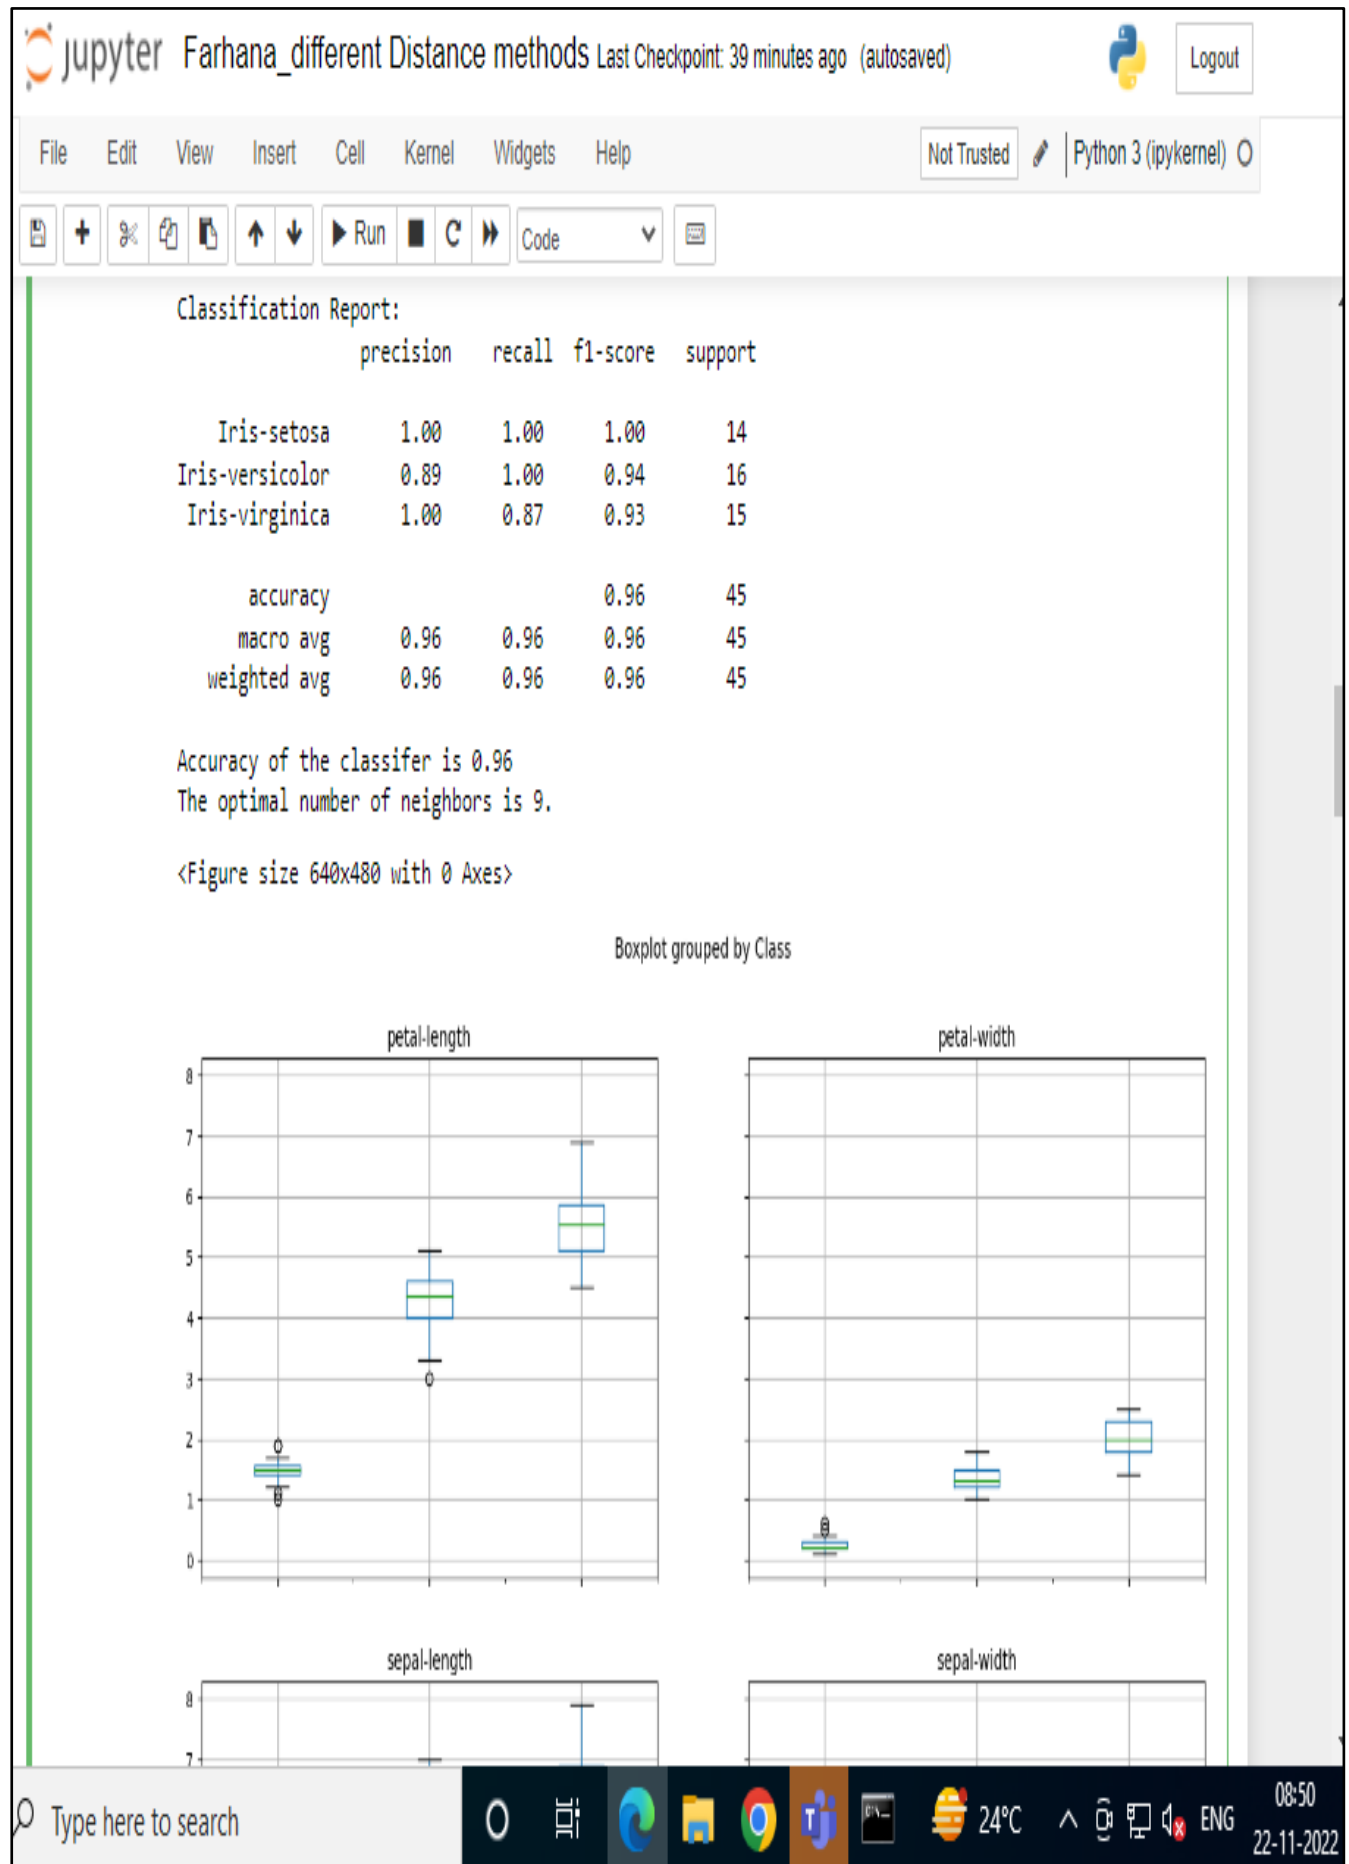 jupyter Farhana_different Distance methods Last Checkpoint: 39 minutes ago (autosaved) Logout
File Edit View Insert Cell Kernel Widgets Help Not Trusted Python 3 (ipykernel)
Run Code
Classification Report:
precision recall f1-score support
Iris-setosa 1.00 1.00 1.00 14
Iris-versicolor 0.89 1.00 0.94 16
Iris-virginica 1.00 0.87 0.93 15
accuracy 0.96 45
macro avg 0.96 0.96 0.96 45
weighted avg 0.96 0.96 0.96 45
Accuracy of the classifer is 0.96
The optimal number of neighbors is 9.
<Figure size 640x480 with 0 Axes>
Boxplot grouped by Class
petal-length petal-width
8
7
6
5
4
3
2
1
0
sepal-length sepal-width
8
7
Type here to search 24°C ENG 08:50
22-11-2022